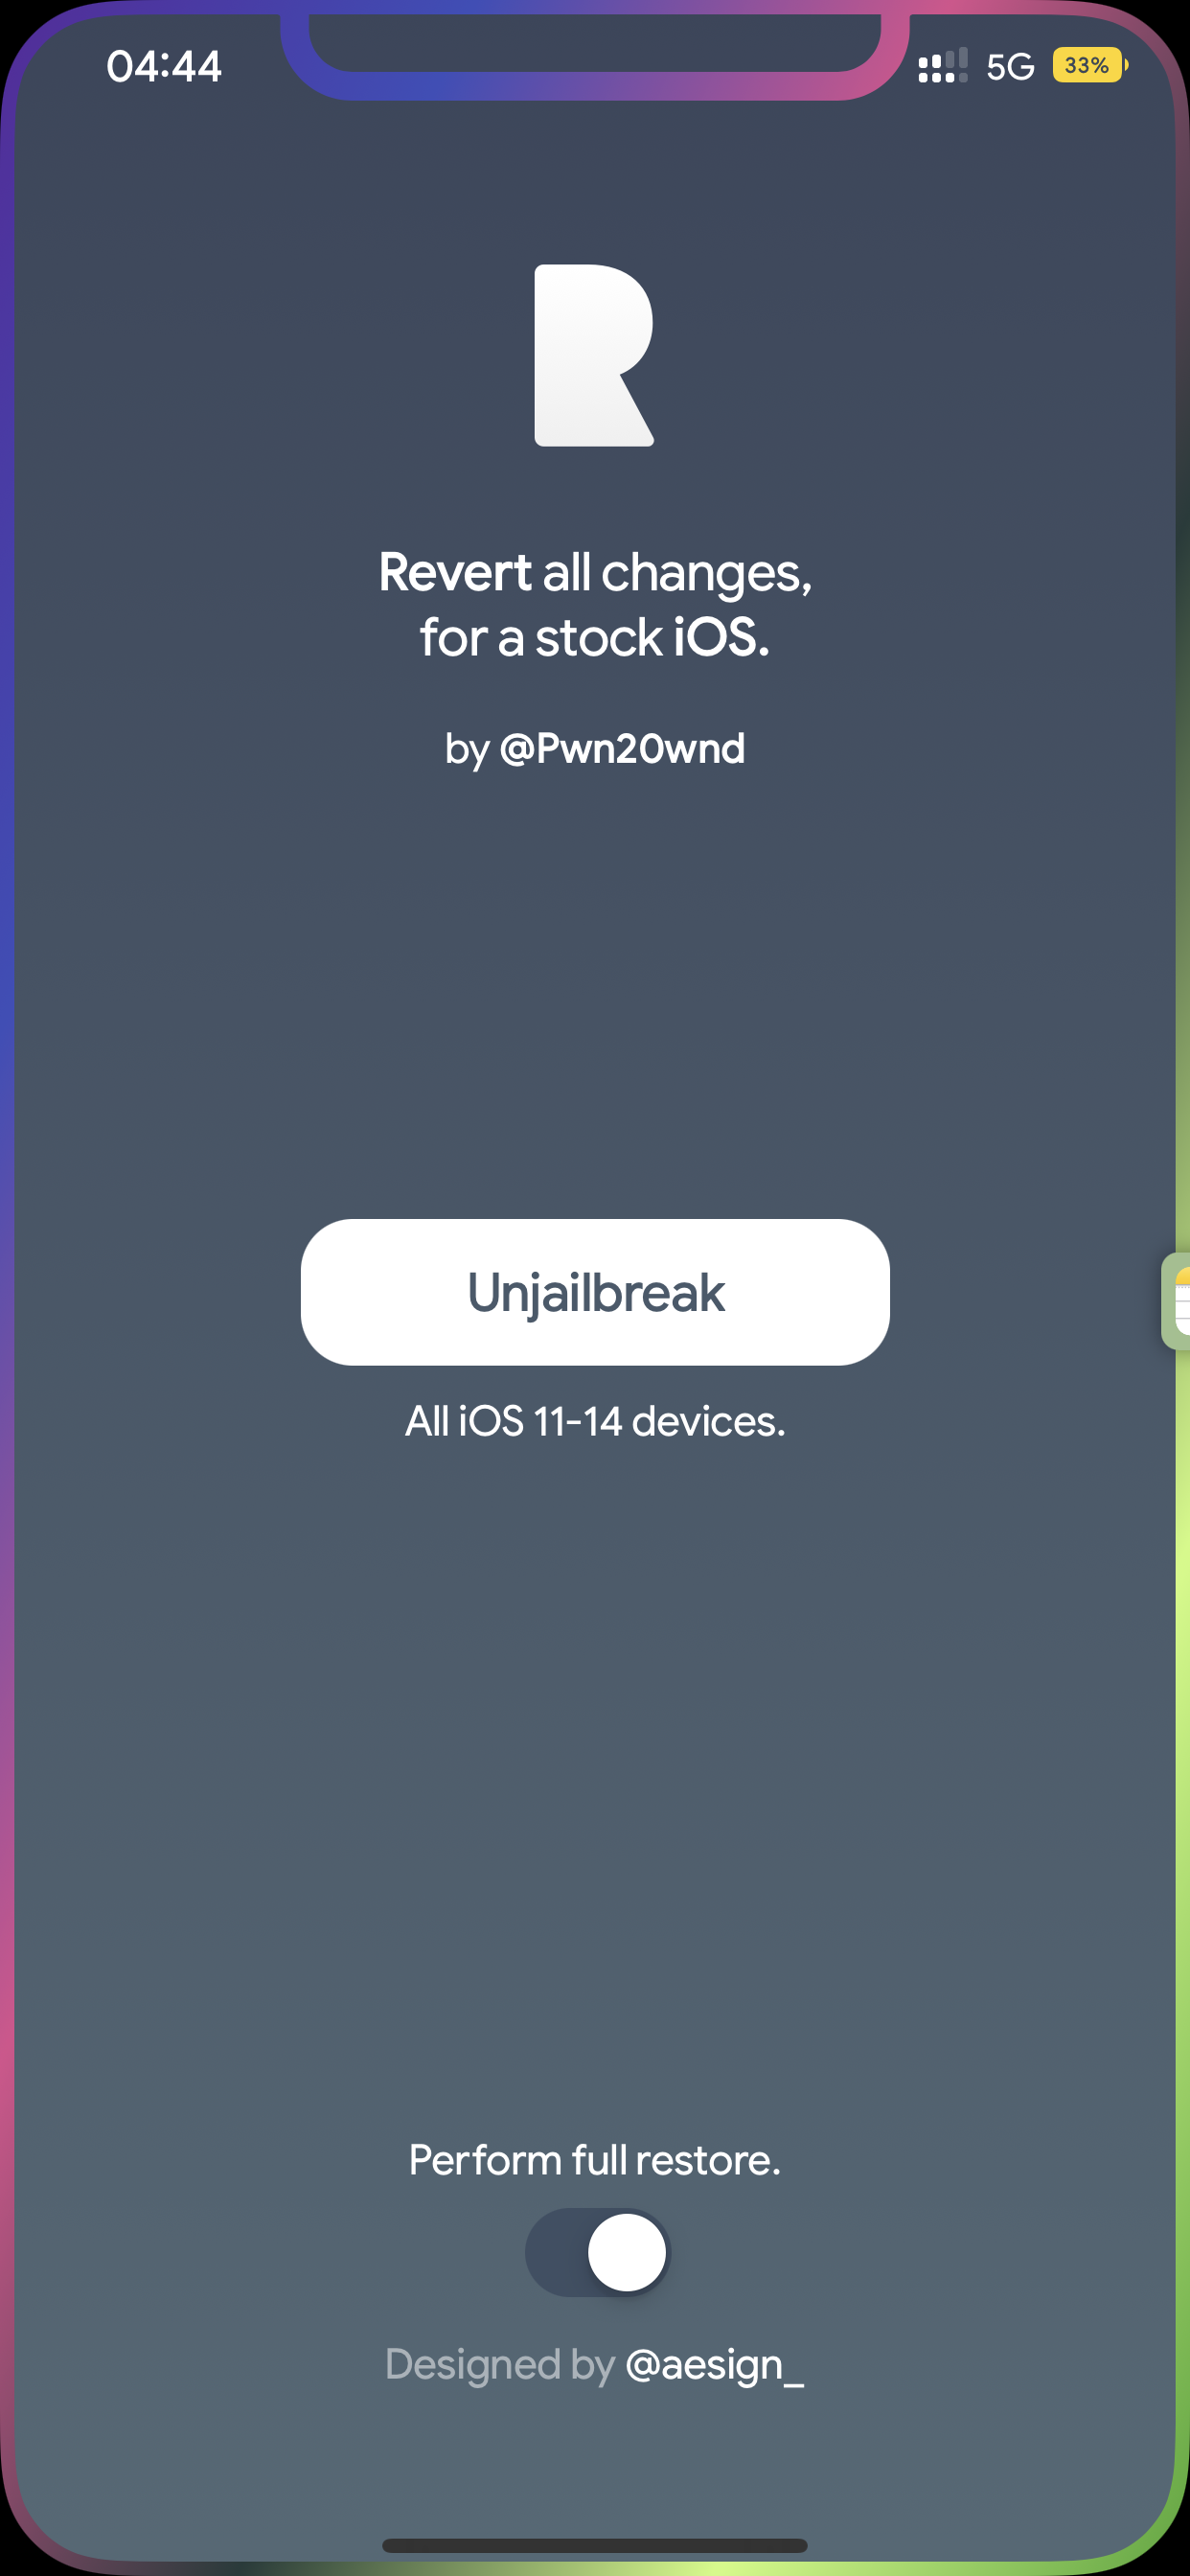 04:44 5G 33%
R
Revert all changes,
for a stock iOS.
by @Pwn20wnd
Unjailbreak
All iOS 11-14 devices.
Perform full restore.
Designed by @aesign_